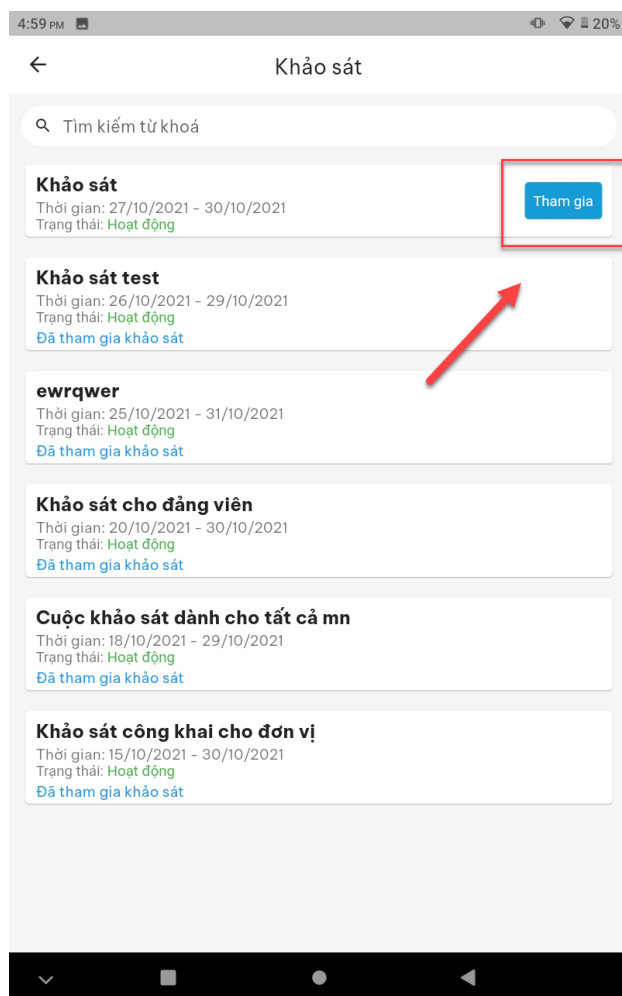 4:59 PM 20%
Khảo sát
Tìm kiếm từ khoá
Khảo sát
Thời gian: 27/10/2021 - 30/10/2021
Trạng thái: Hoạt động
Tham gia
Khảo sát test
Thời gian: 26/10/2021 - 29/10/2021
Trạng thái: Hoạt động
Đã tham gia khảo sát
ewrqwer
Thời gian: 25/10/2021 - 31/10/2021
Trạng thái: Hoạt động
Đã tham gia khảo sát
Khảo sát cho đảng viên
Thời gian: 20/10/2021 - 30/10/2021
Trạng thái: Hoạt động
Đã tham gia khảo sát
Cuộc khảo sát dành cho tất cả mn
Thời gian: 18/10/2021 - 29/10/2021
Trạng thái: Hoạt động
Đã tham gia khảo sát
Khảo sát công khai cho đơn vị
Thời gian: 15/10/2021 - 30/10/2021
Trạng thái: Hoạt động
Đã tham gia khảo sát